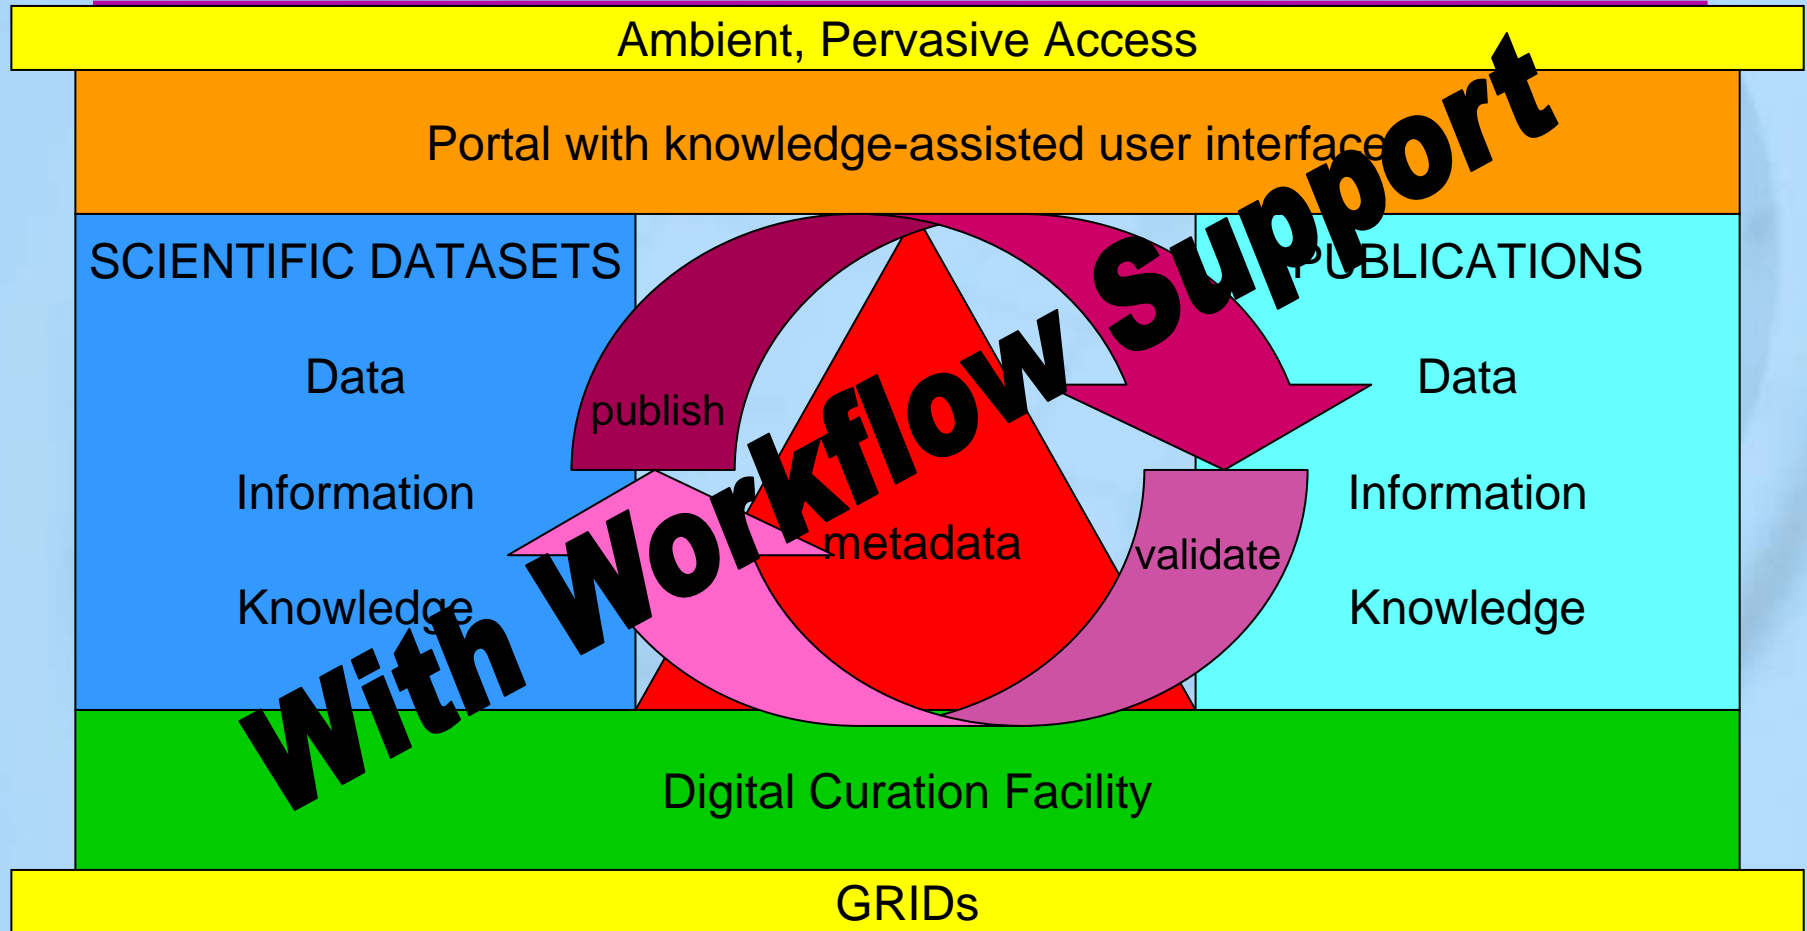 Ambient, Pervasive Access
Portal with knowledge-assisted user interface
SCIENTIFIC DATASETS
Data
Information
Knowledge
publish
metadata
validate
PUBLICATIONS
Data
Information
Knowledge
With Workflow Support
Digital Curation Facility
GRIDs